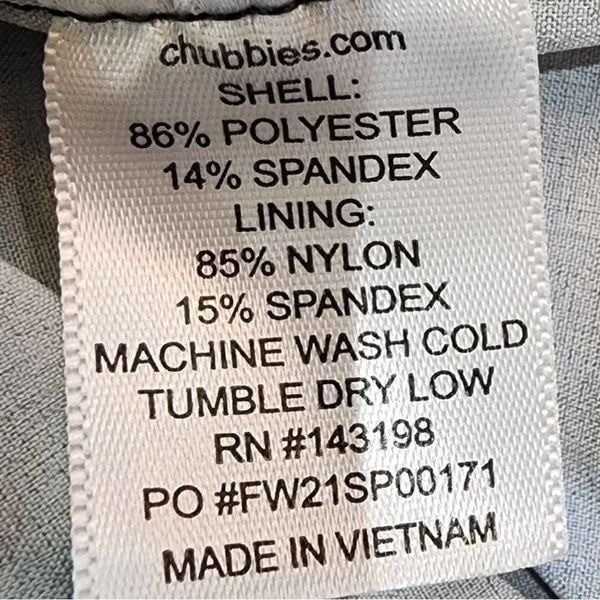 chubbies.com
SHELL:
86% POLYESTER
14% SPANDEX
LINING:
85% NYLON
15% SPANDEX
MACHINE WASH COLD
TUMBLE DRY LOW
RN #143198
PO #FW21SP00171
MADE IN VIETNAM